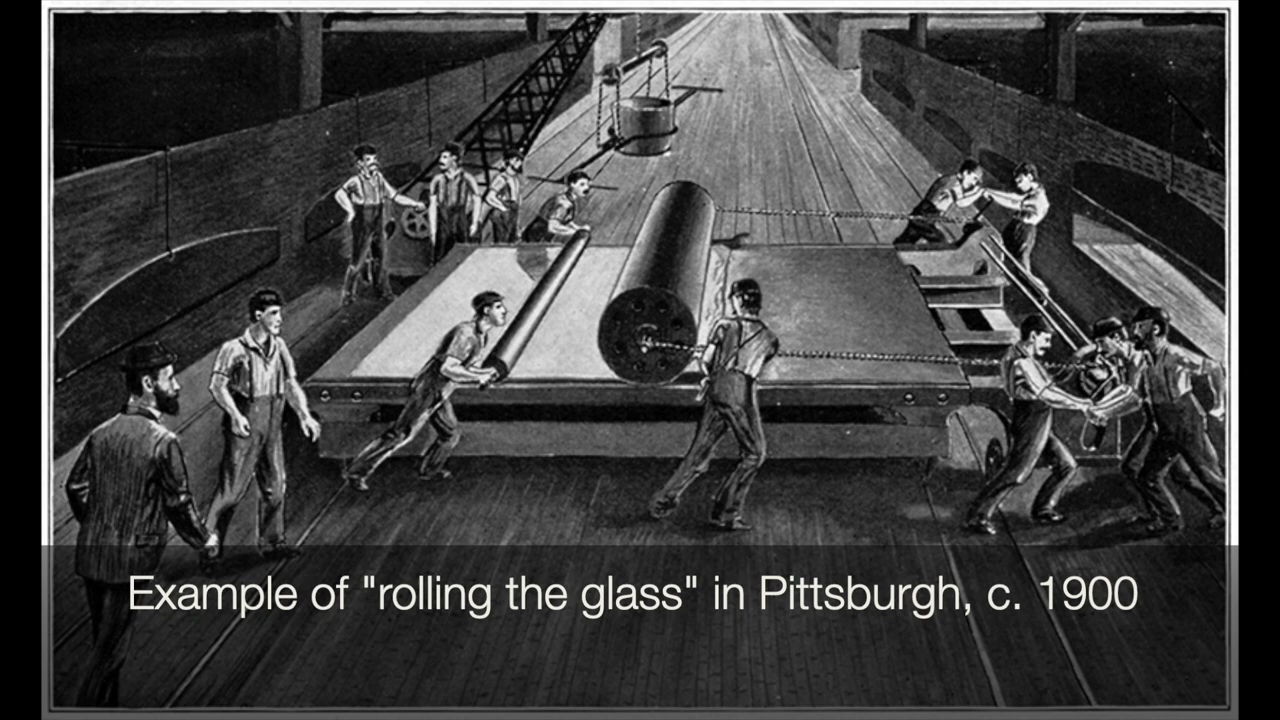 Example of "rolling the glass" in Pittsburgh, c. 1900